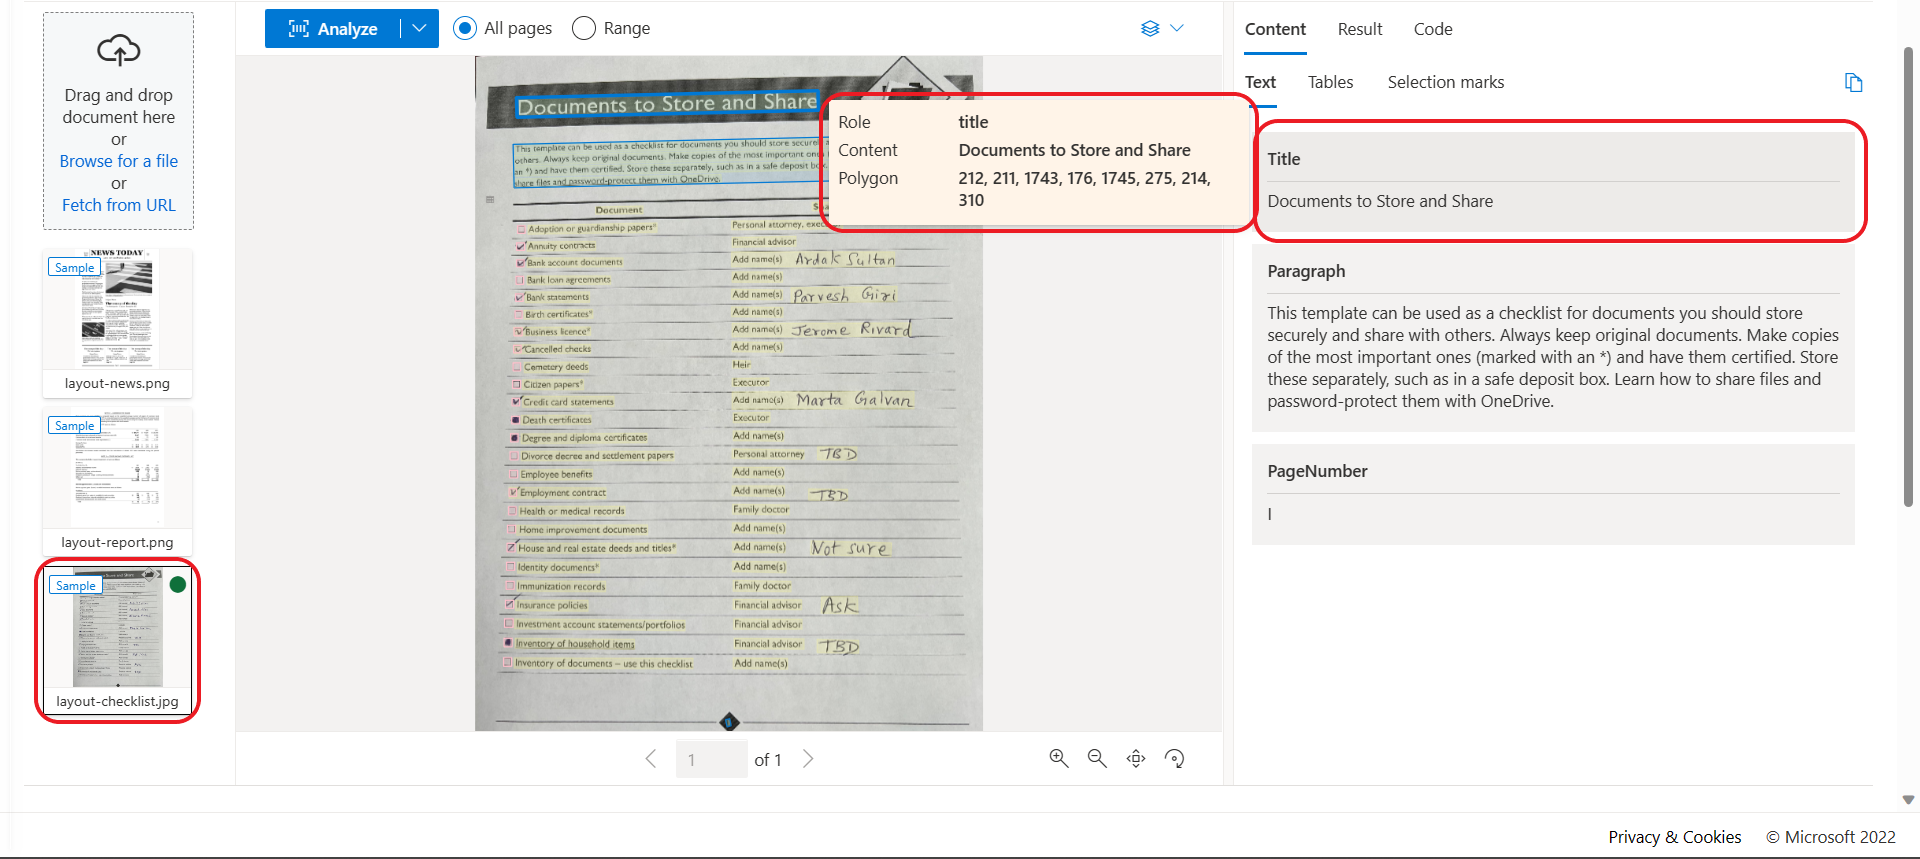 Drag and drop
document here
or
Browse for a file
or
Fetch from URL
NEWS TODAY
Sample
layout-news.png
Sample
layout-report.png
Sample
layout-checklist.jpg
Analyze
All pages
Range
Documents to Store and Share
This template can be used as a checklist for documents you should store securely a
others. Always keep original documents. Make copies of the most important ones
an *) and have them certified. Store these separately, such as in a safe deposit box.
share files and password-protect them with OneDrive.
Document
Adoption or guardianship papers* Personal attorney, exec
Annuity contracts Financial advisor
Bank account documents Add name(s) Ardak Sultan
Bank loan agreements Add name(s)
Bank statements Add name(s) Parvesh Giri
Birth certificates* Add name(s)
Business licence* Add name(s) Jerome Rivard
Cancelled checks Add name(s)
Cemetery deeds Heir
Citizen papers* Executor
Credit card statements Add name(s) Marta Galvan
Death certificates Executor
Degree and diploma certificates Add name(s)
Divorce decree and settlement papers Personal attorney TBD
Employee benefits Add name(s)
Employment contract Add name(s) TBD
Health or medical records Family doctor
Home improvement documents Add name(s)
House and real estate deeds and titles* Add name(s) Not sure
Identity documents* Add name(s)
Immunization records Family doctor
Insurance policies Financial advisor Ask
Investment account statements/portfolios Financial advisor
Inventory of household items Financial advisor TBD
Inventory of documents – use this checklist Add name(s)
1 of 1
Role title
Content Documents to Store and Share
Polygon 212, 211, 1743, 176, 1745, 275, 214,
310
Content Result Code
Text Tables Selection marks
Title
Documents to Store and Share
Paragraph
This template can be used as a checklist for documents you should store
securely and share with others. Always keep original documents. Make copies
of the most important ones (marked with an *) and have them certified. Store
these separately, such as in a safe deposit box. Learn how to share files and
password-protect them with OneDrive.
PageNumber
I
Privacy & Cookies © Microsoft 2022